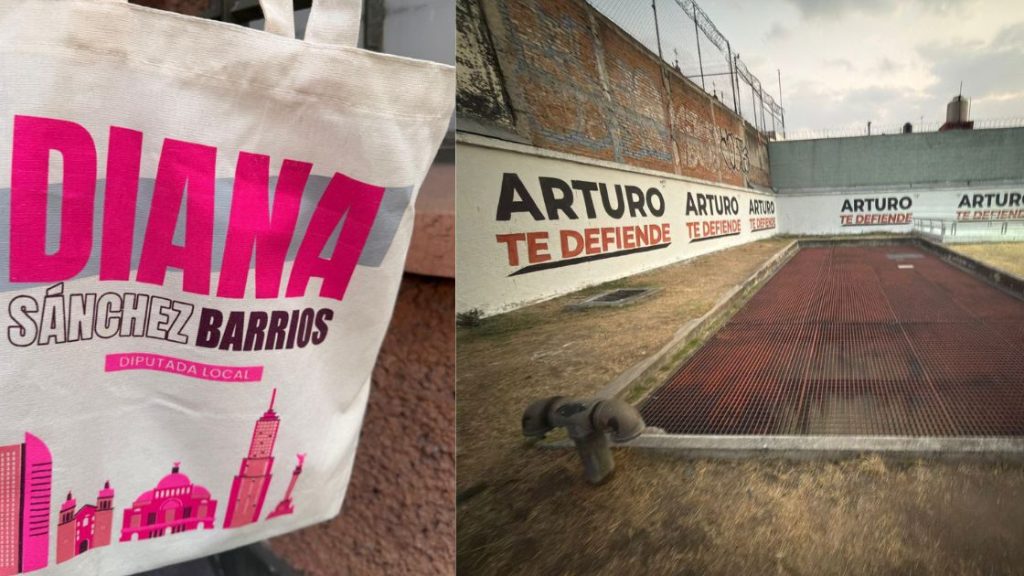 DIANA
SÁNCHEZ BARRIOS
DIPUTADA LOCAL
ARTURO
TE DEFIENDE
ARTURO
TE DEFIENDE
ARTURO
TE DEFIENDE
ARTURO
TE DEFIENDE
ARTURO
TE DEFIENDE